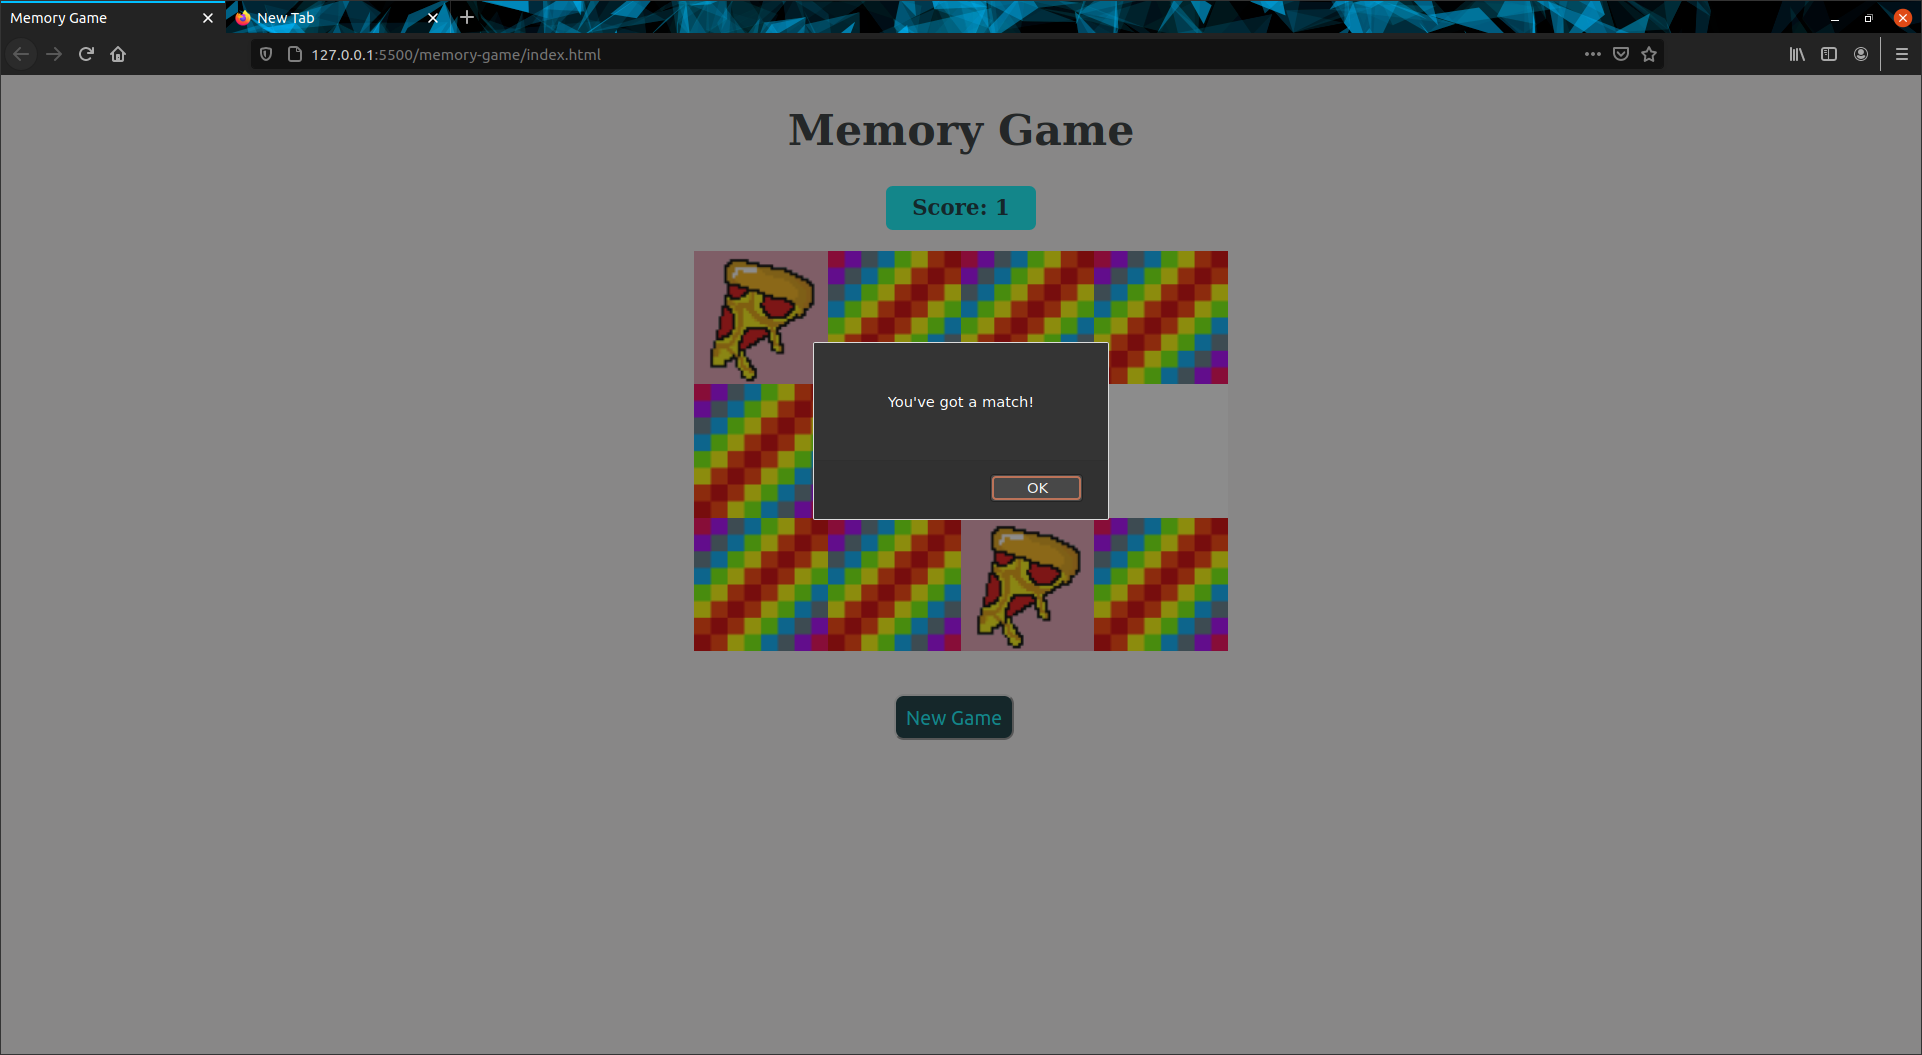 Memory Game
New Tab
127.0.0.1:5500/memory-game/index.html
Memory Game
Score: 1
You've got a match!
OK
New Game